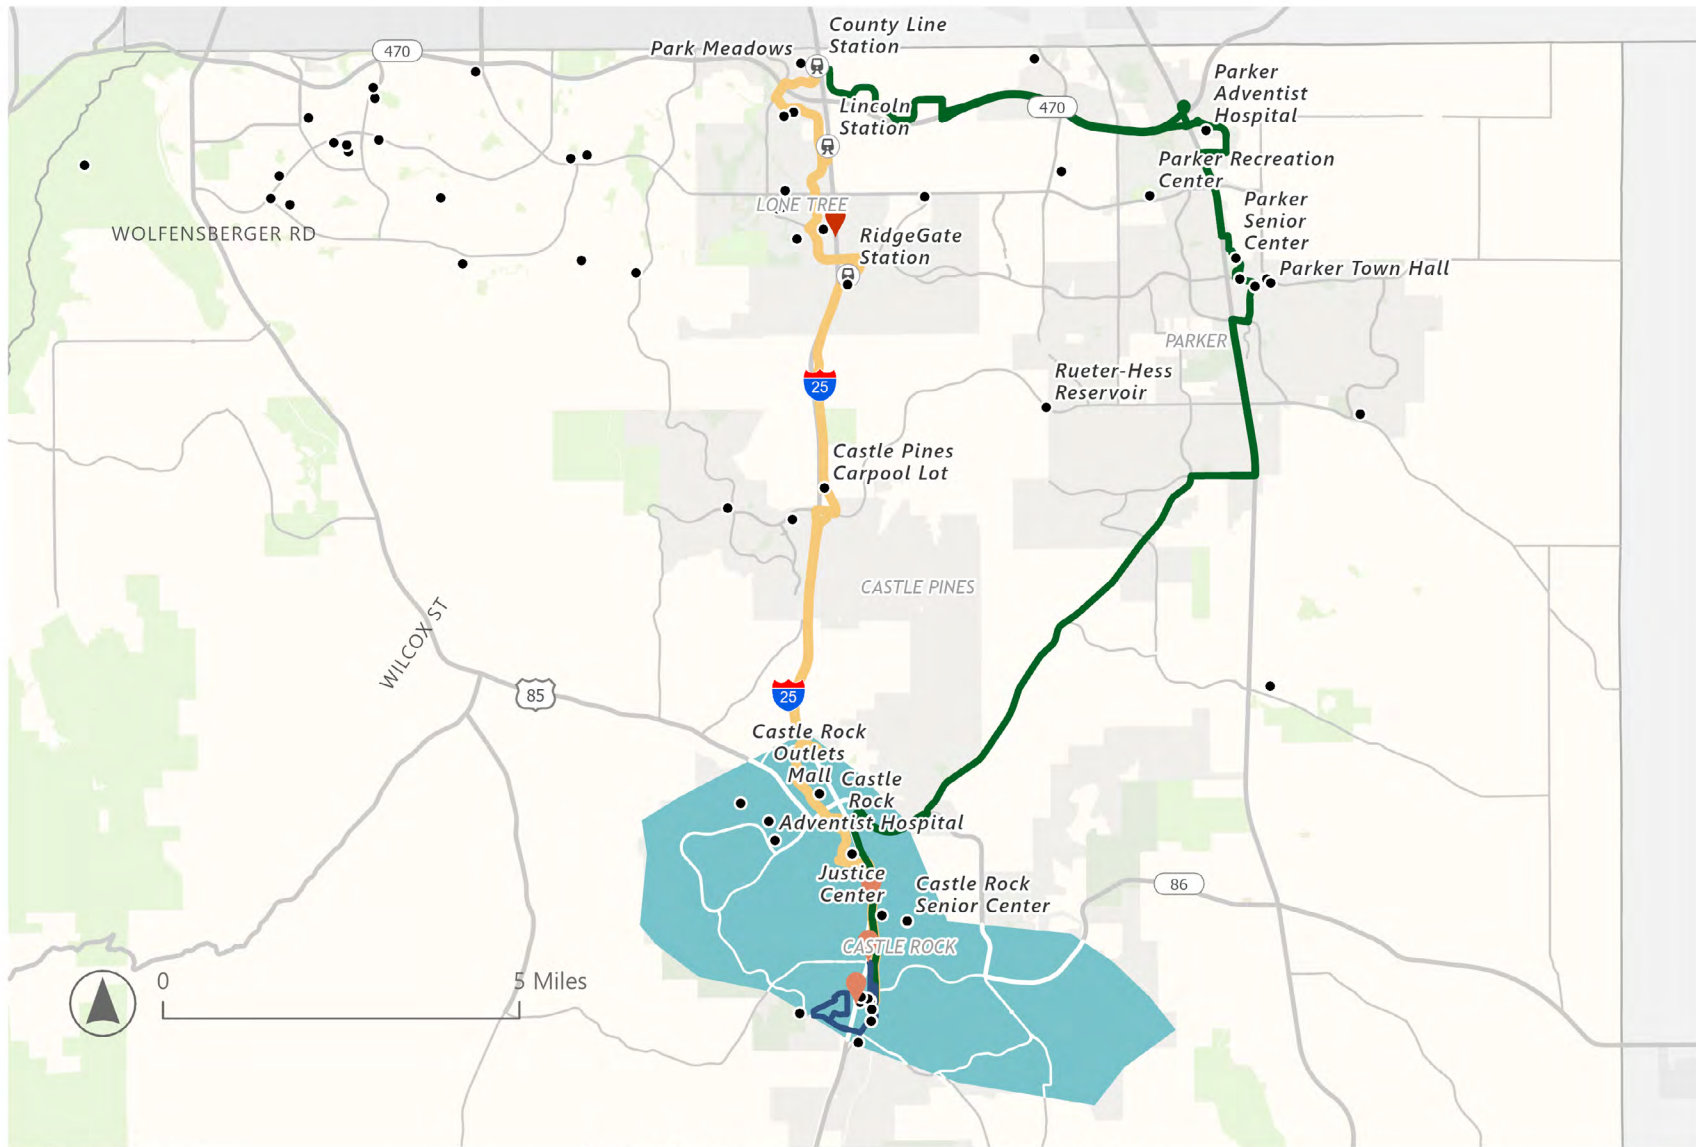 County Line
Station
Park Meadows
470
Parker
Adventist
Hospital
470
Lincoln
Station
Parker Recreation
Center
LONE TREE
Parker
Senior
Center
WOLFENSBERGER RD
RidgeGate
Station
Parker Town Hall
PARKER
Rueter-Hess
Reservoir
25
Castle Pines
Carpool Lot
CASTLE PINES
WILCOX ST
85
25
Castle Rock
Outlets
Mall
Castle
Rock
Adventist Hospital
Justice
Center
Castle Rock
Senior Center
86
CASTLE ROCK
0
5 Miles